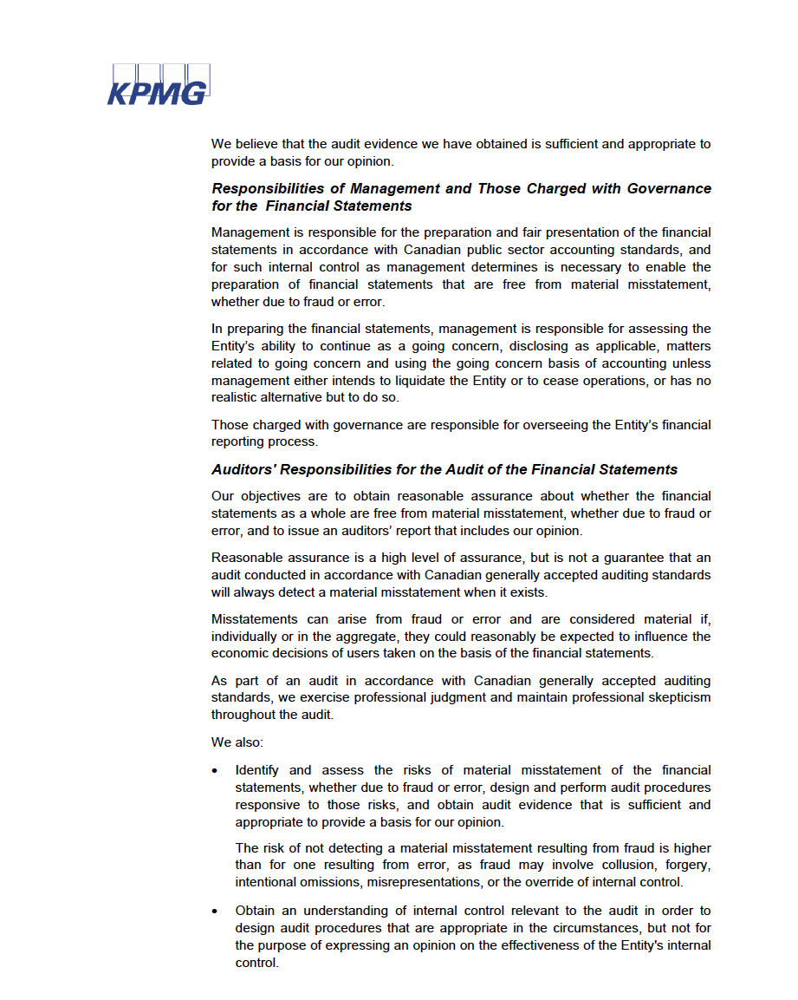 KPMG
We believe that the audit evidence we have obtained is sufficient and appropriate to
provide a basis for our opinion.
Responsibilities of Management and Those Charged with Governance
for the  Financial Statements
Management is responsible for the preparation and fair presentation of the financial
statements in accordance with Canadian public sector accounting standards, and
for such internal control as management determines is necessary to enable the
preparation of financial statements that are free from material misstatement,
whether due to fraud or error.
In preparing the financial statements, management is responsible for assessing the
Entity’s ability to continue as a going concern, disclosing as applicable, matters
related to going concern and using the going concern basis of accounting unless
management either intends to liquidate the Entity or to cease operations, or has no
realistic alternative but to do so.
Those charged with governance are responsible for overseeing the Entity’s financial
reporting process.
Auditors' Responsibilities for the Audit of the Financial Statements
Our objectives are to obtain reasonable assurance about whether the financial
statements as a whole are free from material misstatement, whether due to fraud or
error, and to issue an auditors’ report that includes our opinion.
Reasonable assurance is a high level of assurance, but is not a guarantee that an
audit conducted in accordance with Canadian generally accepted auditing standards
will always detect a material misstatement when it exists.
Misstatements can arise from fraud or error and are considered material if,
individually or in the aggregate, they could reasonably be expected to influence the
economic decisions of users taken on the basis of the financial statements.
As part of an audit in accordance with Canadian generally accepted auditing
standards, we exercise professional judgment and maintain professional skepticism
throughout the audit.
We also:
• Identify and assess the risks of material misstatement of the financial
statements, whether due to fraud or error, design and perform audit procedures
responsive to those risks, and obtain audit evidence that is sufficient and
appropriate to provide a basis for our opinion.
The risk of not detecting a material misstatement resulting from fraud is higher
than for one resulting from error, as fraud may involve collusion, forgery,
intentional omissions, misrepresentations, or the override of internal control.
• Obtain an understanding of internal control relevant to the audit in order to
design audit procedures that are appropriate in the circumstances, but not for
the purpose of expressing an opinion on the effectiveness of the Entity's internal
control.